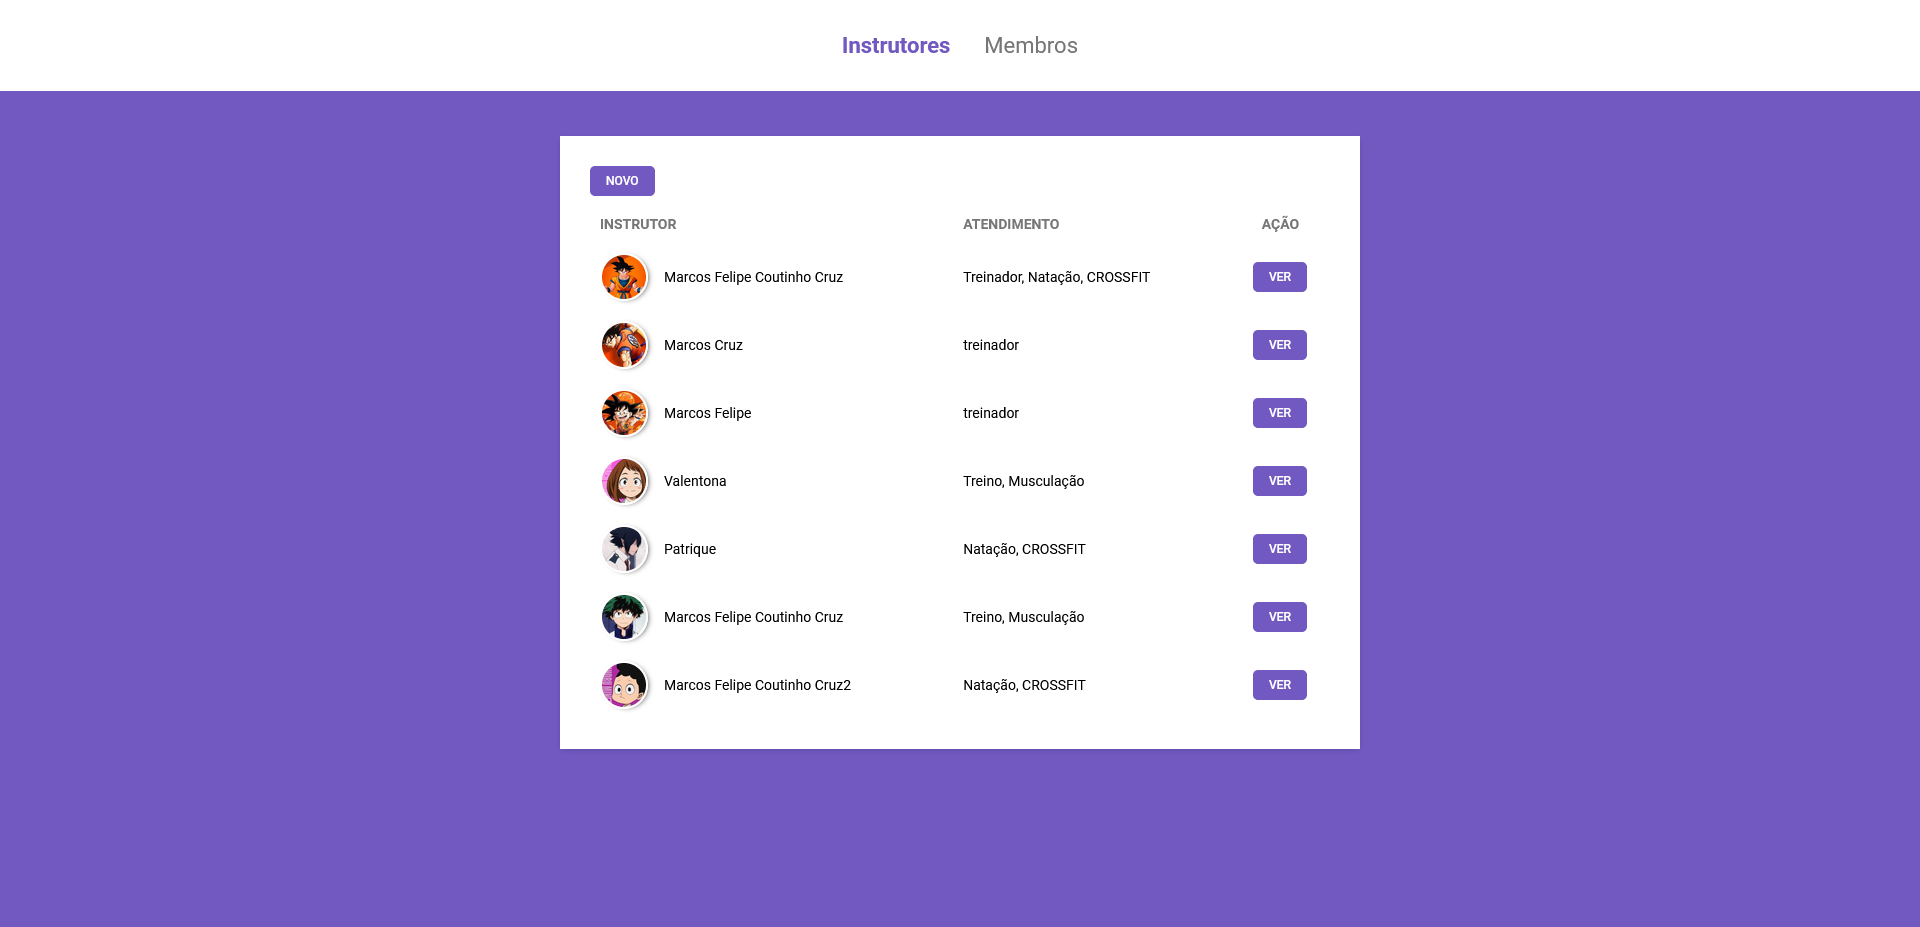 Instrutores Membros
NOVO
INSTRUTOR ATENDIMENTO AÇÃO
Marcos Felipe Coutinho Cruz Treinador, Natação, CROSSFIT VER
Marcos Cruz treinador VER
Marcos Felipe treinador VER
Valentona Treino, Musculação VER
Patrique Natação, CROSSFIT VER
Marcos Felipe Coutinho Cruz Treino, Musculação VER
Marcos Felipe Coutinho Cruz2 Natação, CROSSFIT VER